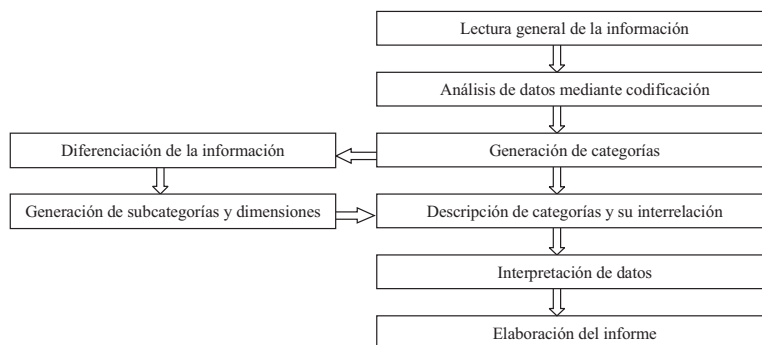 Lectura general de la información
Análisis de datos mediante codificación
Diferenciación de la información
Generación de categorías
Generación de subcategorías y dimensiones
Descripción de categorías y su interrelación
Interpretación de datos
Elaboración del informe